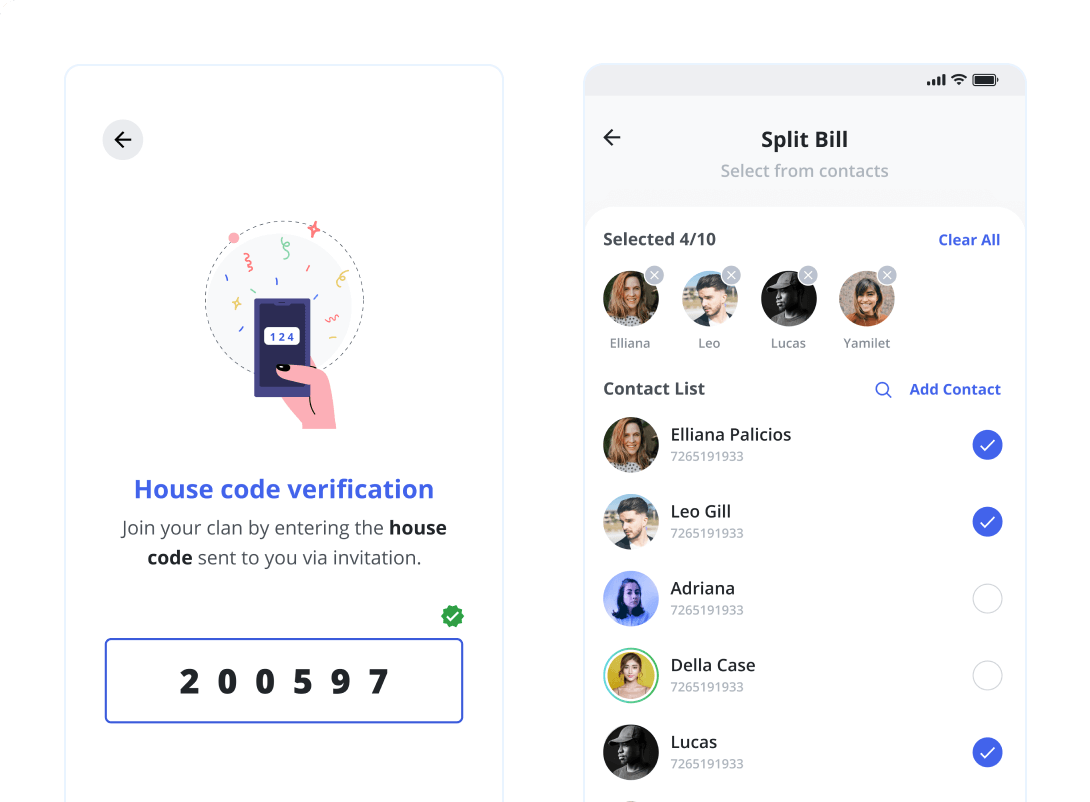 124
House code verification
Join your clan by entering the house
code sent to you via invitation.
2 0 0 5 9 7
Split Bill
Select from contacts
Selected 4/10
Clear All
Elliana
Leo
Lucas
Yamilet
Contact List
Add Contact
Elliana Palicios
7265191933
Leo Gill
7265191933
Adriana
7265191933
Della Case
7265191933
Lucas
7265191933